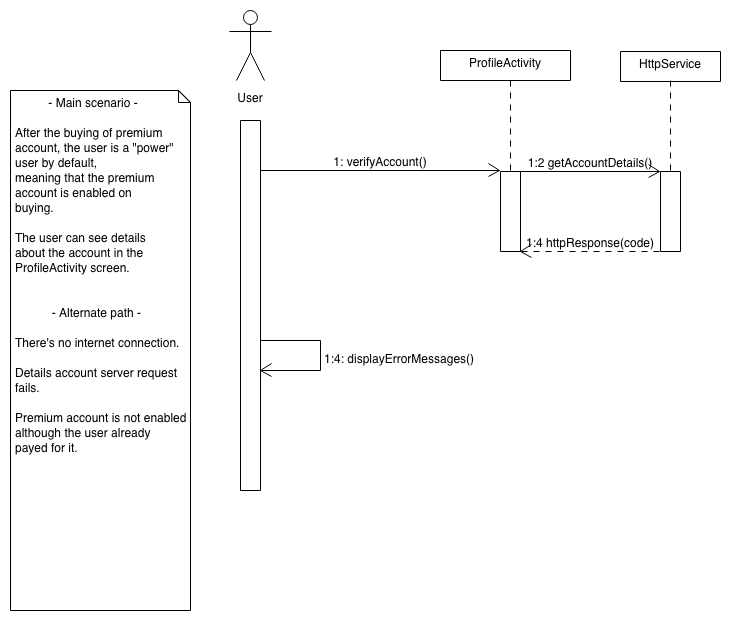 User
ProfileActivity
HttpService
- Main scenario -
After the buying of premium
account, the user is a "power"
user by default,
meaning that the premium
account is enabled on
buying.
The user can see details
about the account in the
ProfileActivity screen.
- Alternate path -
There's no internet connection.
Details account server request
fails.
Premium account is not enabled
although the user already
payed for it.
1: verifyAccount()
1:2 getAccountDetails()
1:4 httpResponse(code)
1:4: displayErrorMessages()